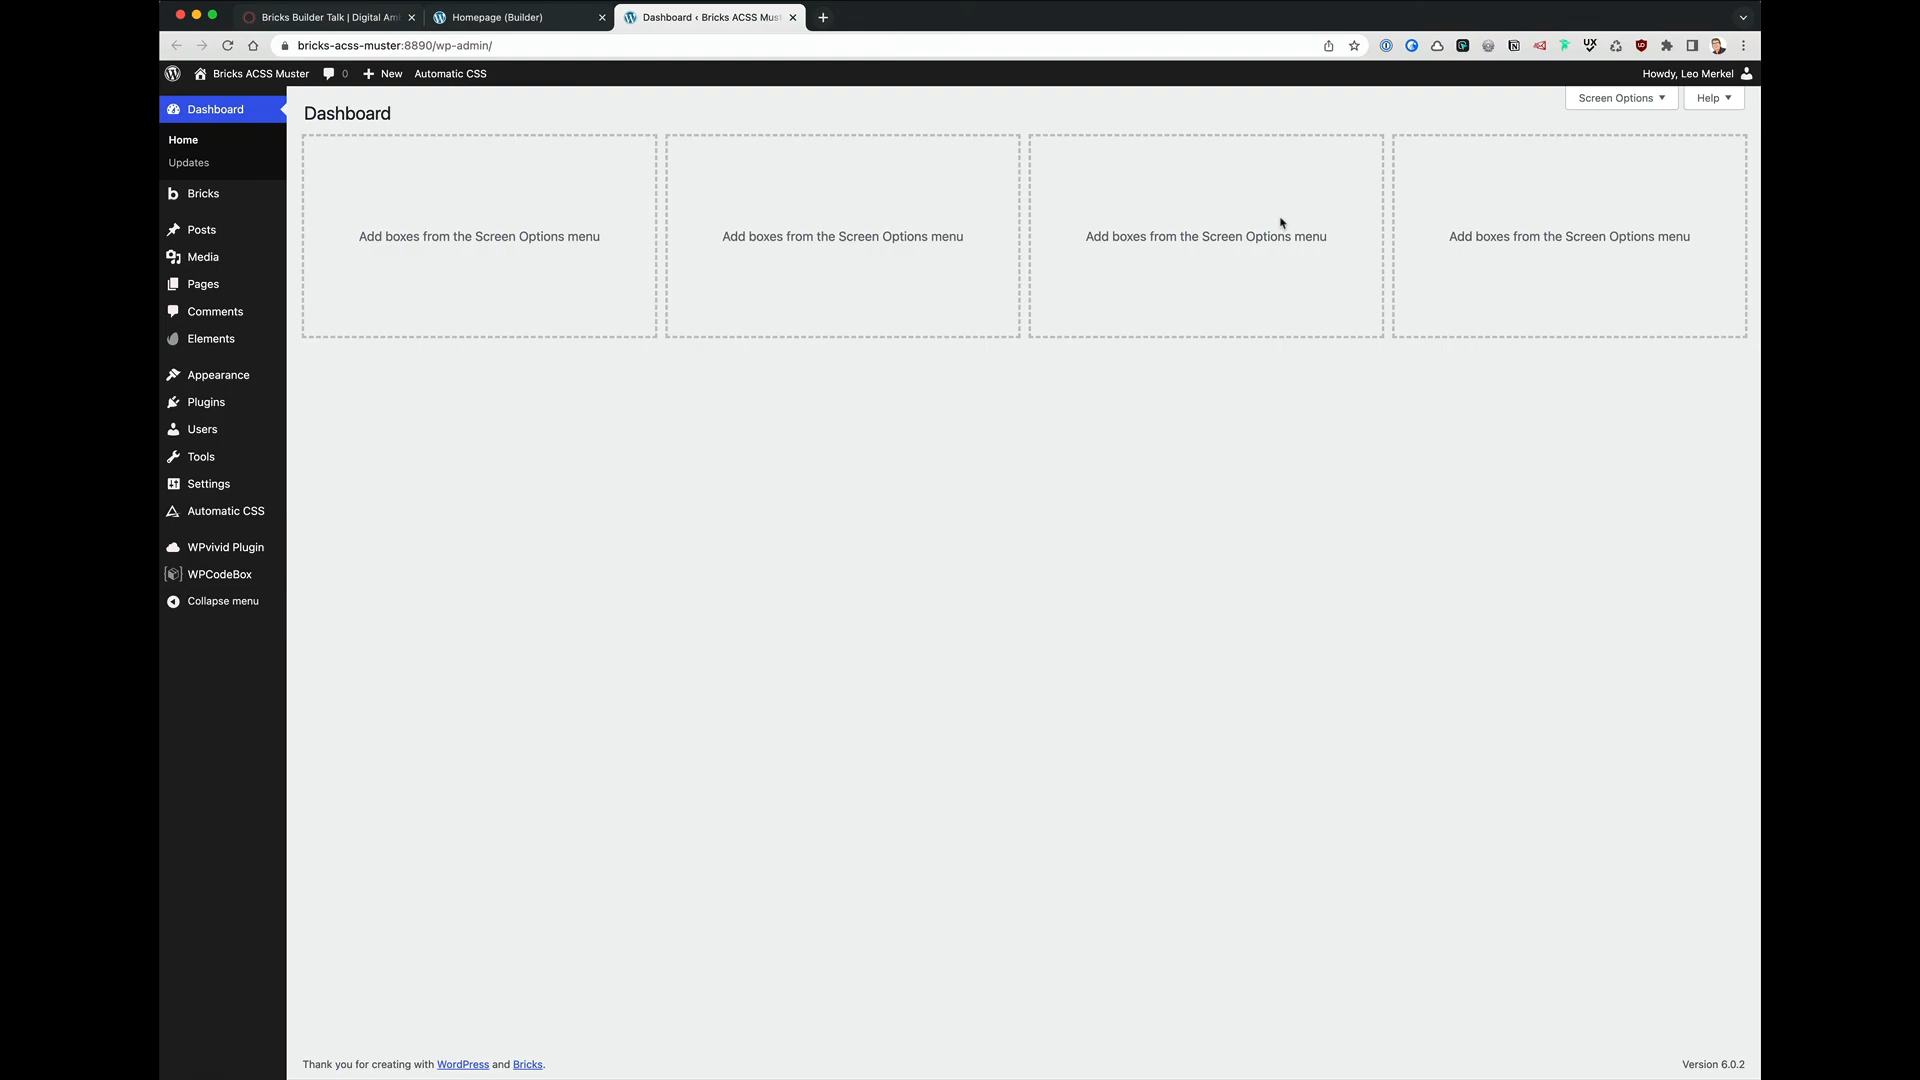 Bricks Builder Talk | Digital Am
Homepage (Builder)
Dashboard ‹ Bricks ACSS Mus
bricks-acss-muster:8890/wp-admin/
UX
Bricks ACSS Muster
0
New
Automatic CSS
Howdy, Leo Merkel
Screen Options
Help
Dashboard
Dashboard
Home
Updates
Bricks
Posts
Media
Pages
Comments
Elements
Appearance
Plugins
Users
Tools
Settings
Automatic CSS
WPvivid Plugin
WPCodeBox
Collapse menu
Add boxes from the Screen Options menu
Add boxes from the Screen Options menu
Add boxes from the Screen Options menu
Add boxes from the Screen Options menu
Thank you for creating with WordPress and Bricks.
Version 6.0.2